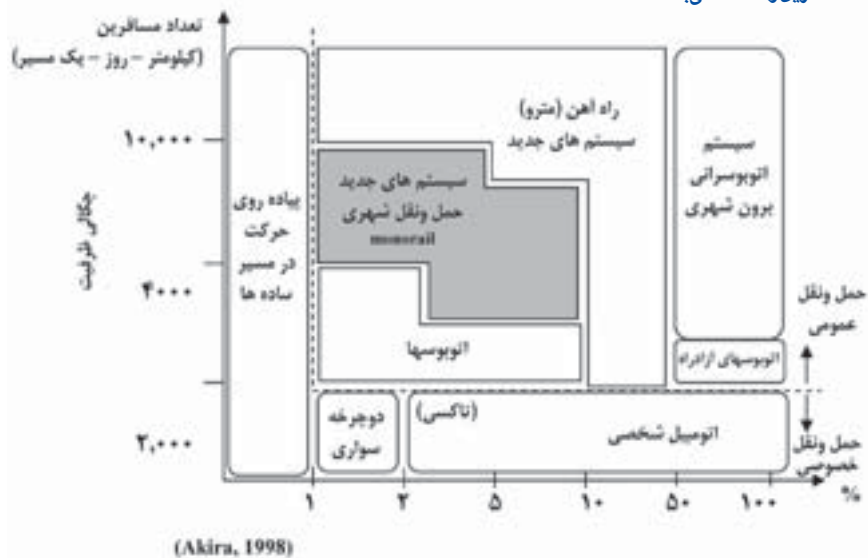 تعداد مسافرین
(کیلومتر - روز - یک مسیر)
۱۰,۰۰۰
۴۰۰۰
۲,۰۰۰
چگالی ظرفیت
پیاده روی
حرکت
در مسیر
ساده ها
راه آهن (مترو)
سیستم های جدید
سیستم های جدید
حمل ونقل شهری
monorail
اتوبوسها
سیستم
اتوبوسرانی
برون شهری
اتوبوسهای آزادراه
حمل ونقل
عمومی
حمل ونقل
خصوصی
دوچرخه
سواری
(تاکسی)
اتومبیل شخصی
۱ ۲ ۵ ۱۰ ۵۰ ۱۰۰ %
(Akira, 1998)